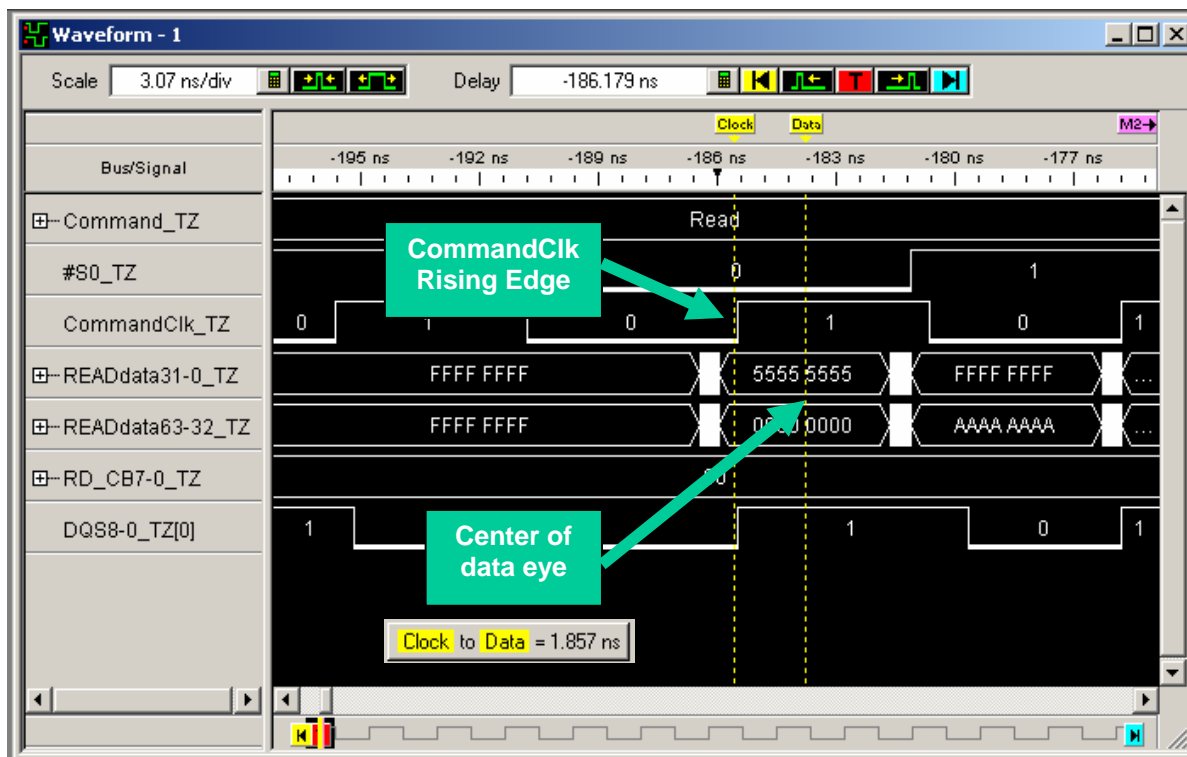 Waveform - 1
Scale 3.07 ns/div Delay -186.179 ns T
Clock Data M2
Bus/Signal
-195 ns -192 ns -189 ns -186 ns -183 ns -180 ns -177 ns
Command_TZ Read
CommandClk
Rising Edge
#S0_TZ 0 1
CommandClk_TZ 0 1 0 1 0 1
READdata31-0_TZ FFFF FFFF 5555 5555 FFFF FFFF ...
READdata63-32_TZ FFFF FFFF 0000 0000 AAAA AAAA ...
RD_CB7-0_TZ
DQS8-0_TZ[0] 1 1 0 1
Center of
data eye
Clock to Data = 1.857 ns